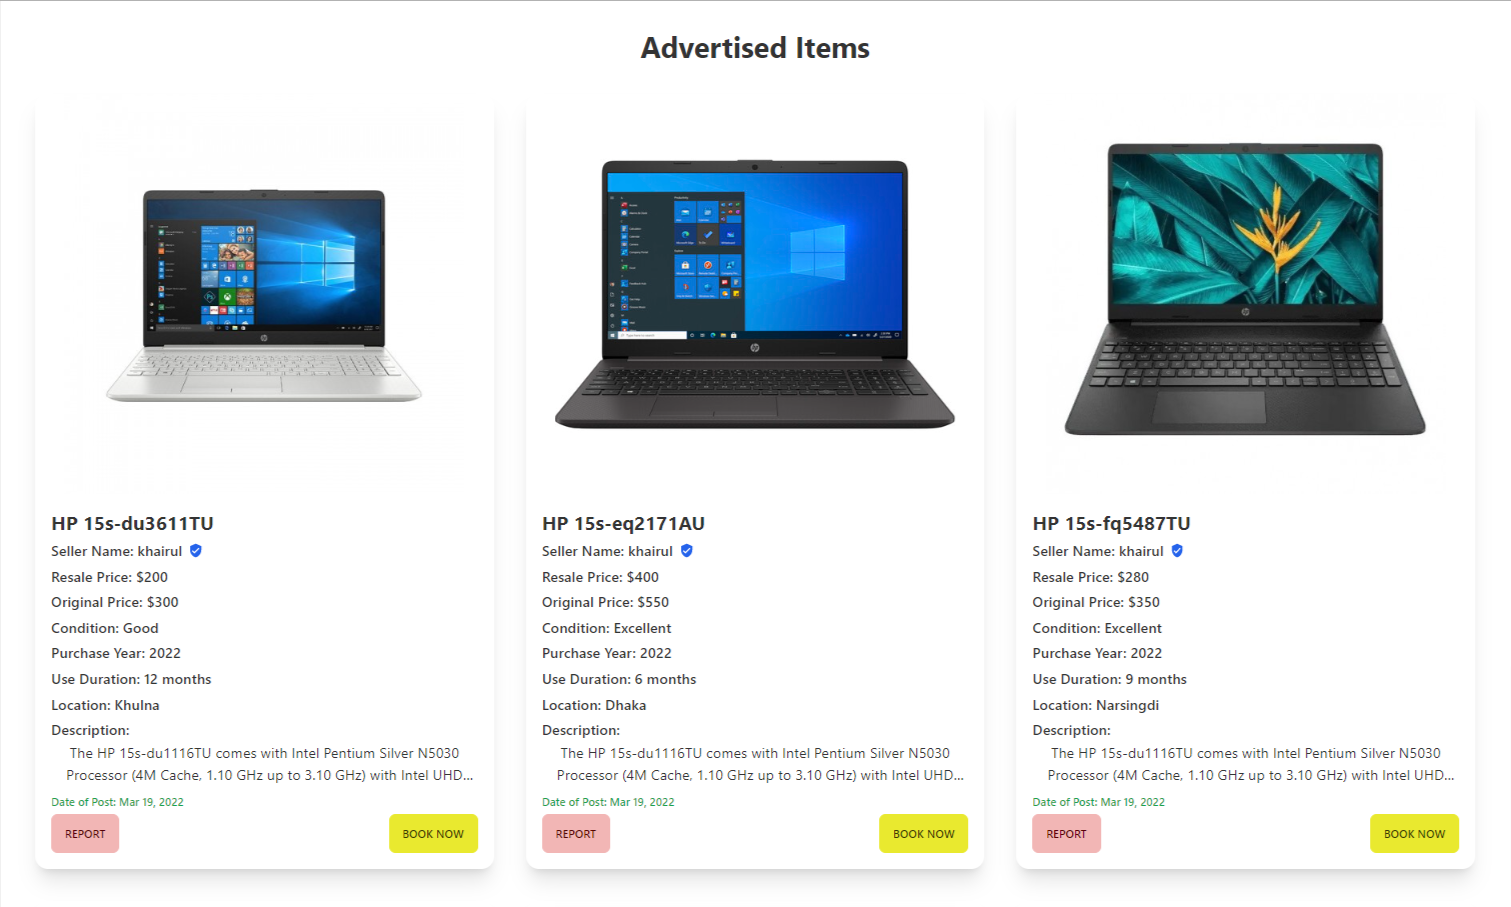 Advertised Items
HP 15s-du3611TU
Seller Name: khairul
Resale Price: $200
Original Price: $300
Condition: Good
Purchase Year: 2022
Use Duration: 12 months
Location: Khulna
Description:
The HP 15s-du1116TU comes with Intel Pentium Silver N5030
Processor (4M Cache, 1.10 GHz up to 3.10 GHz) with Intel UHD...
Date of Post: Mar 19, 2022
REPORT
BOOK NOW
HP 15s-eq2171AU
Seller Name: khairul
Resale Price: $400
Original Price: $550
Condition: Excellent
Purchase Year: 2022
Use Duration: 6 months
Location: Dhaka
Description:
The HP 15s-du1116TU comes with Intel Pentium Silver N5030
Processor (4M Cache, 1.10 GHz up to 3.10 GHz) with Intel UHD...
Date of Post: Mar 19, 2022
REPORT
BOOK NOW
HP 15s-fq5487TU
Seller Name: khairul
Resale Price: $280
Original Price: $350
Condition: Excellent
Purchase Year: 2022
Use Duration: 9 months
Location: Narsingdi
Description:
The HP 15s-du1116TU comes with Intel Pentium Silver N5030
Processor (4M Cache, 1.10 GHz up to 3.10 GHz) with Intel UHD...
Date of Post: Mar 19, 2022
REPORT
BOOK NOW